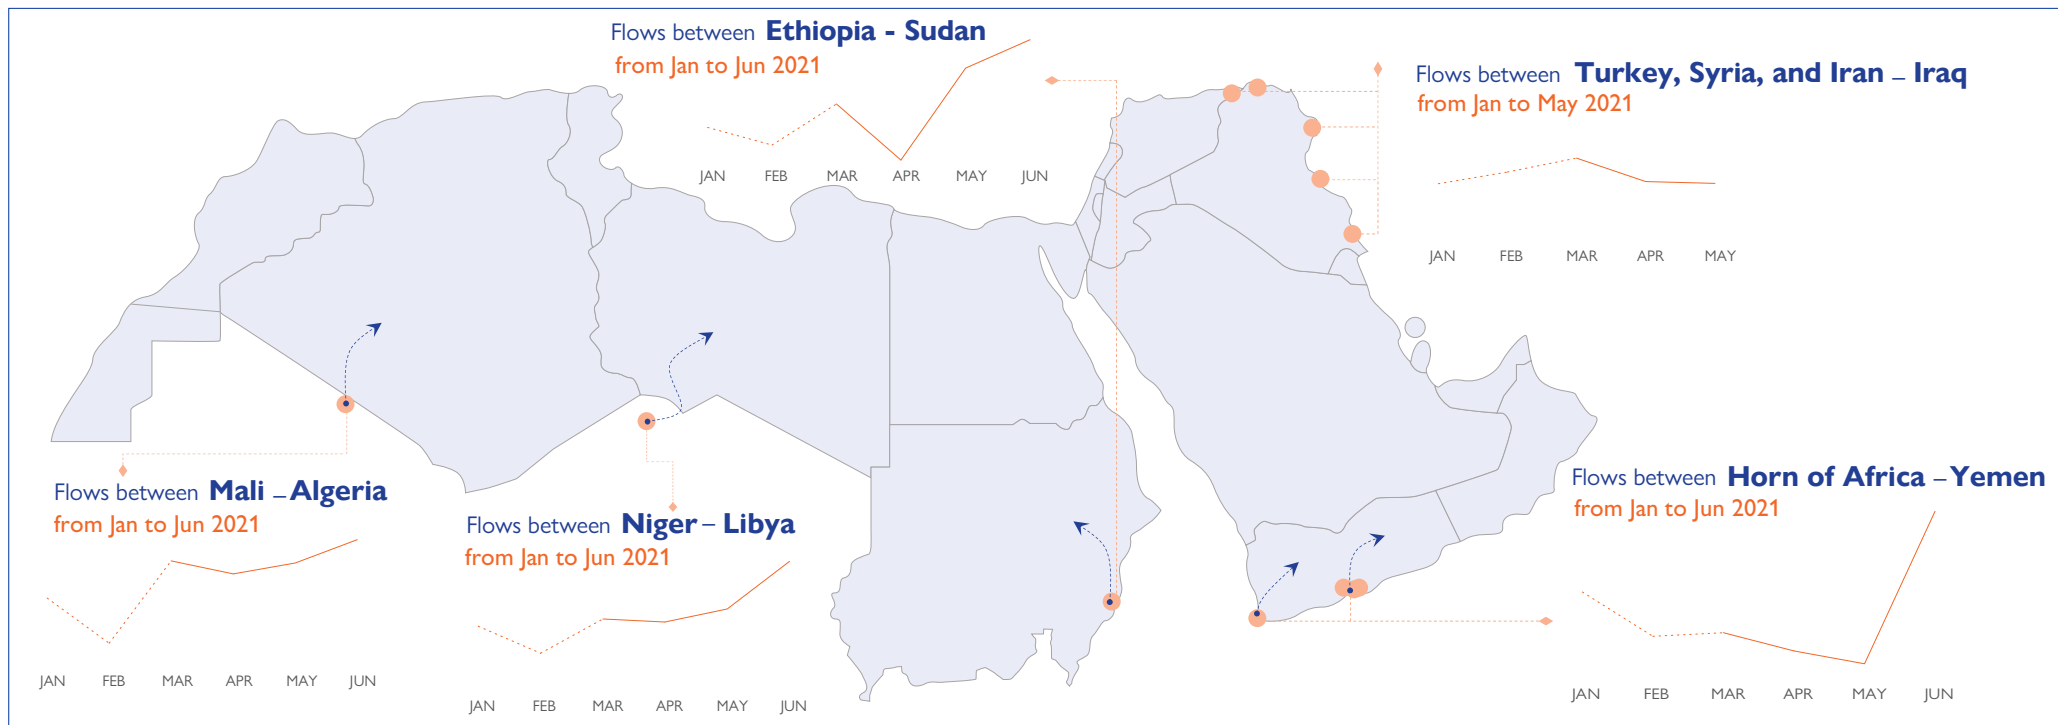 Flows between Ethiopia - Sudan
from Jan to Jun 2021
JAN FEB MAR APR MAY JUN
Flows between Turkey, Syria, and Iran – Iraq
from Jan to May 2021
JAN FEB MAR APR MAY
Flows between Mali – Algeria
from Jan to Jun 2021
JAN FEB MAR APR MAY JUN
Flows between Niger – Libya
from Jan to Jun 2021
JAN FEB MAR APR MAY JUN
Flows between Horn of Africa – Yemen
from Jan to Jun 2021
JAN FEB MAR APR MAY JUN